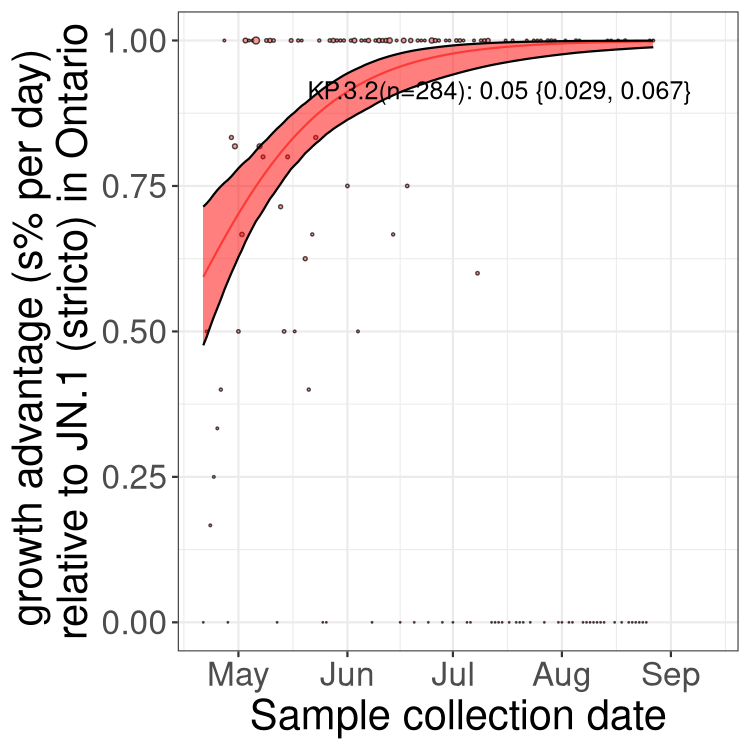 growth advantage (s% per day)
relative to JN.1 (stricto) in Ontario
1.00
0.75
0.50
0.25
0.00
KP.3.2(n=284): 0.05 {0.029, 0.067}
May Jun Jul Aug Sep
Sample collection date